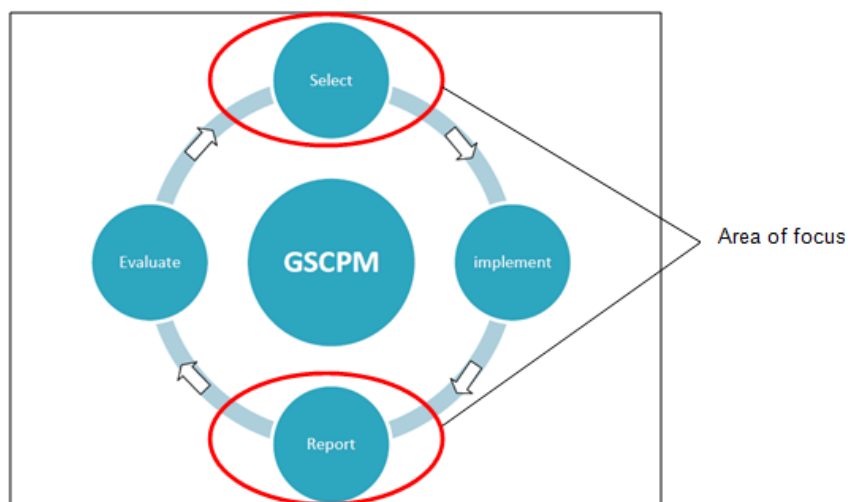 Select
Evaluate
GSCPM
implement
Area of focus
Report